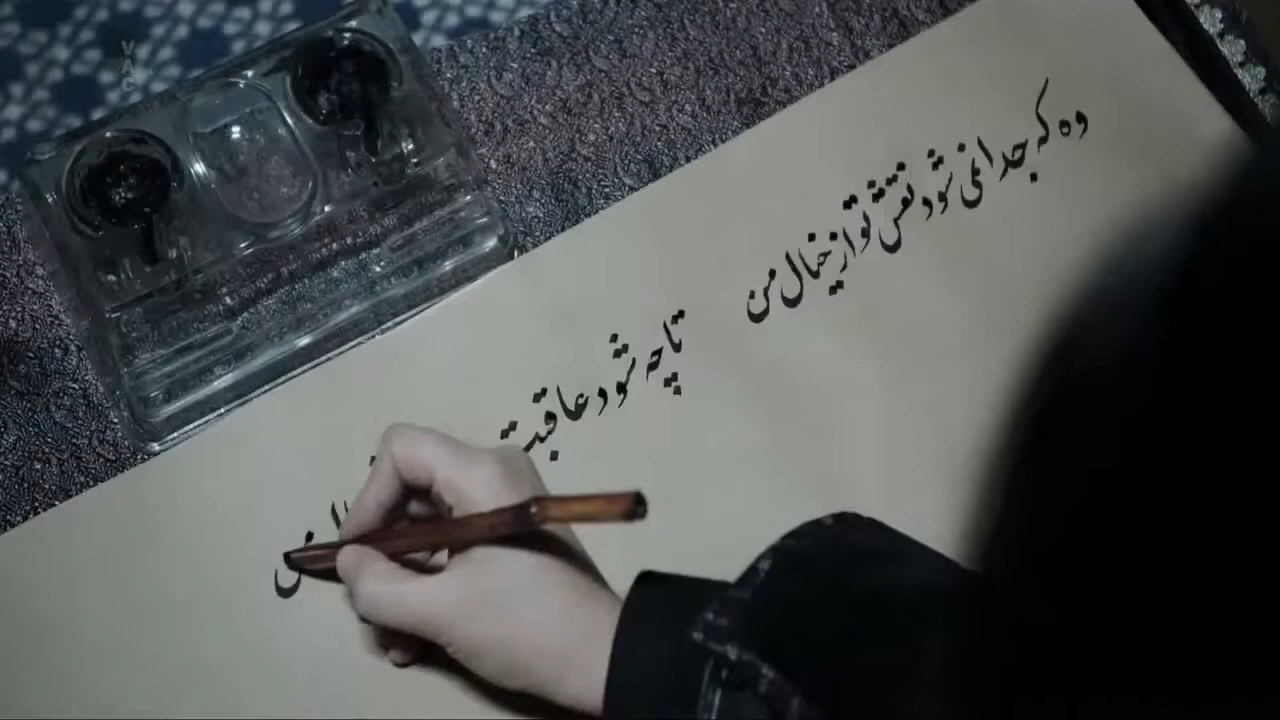 وه که جدا نمی شود نقش تو از خیال من
تا چه شود عاقبت